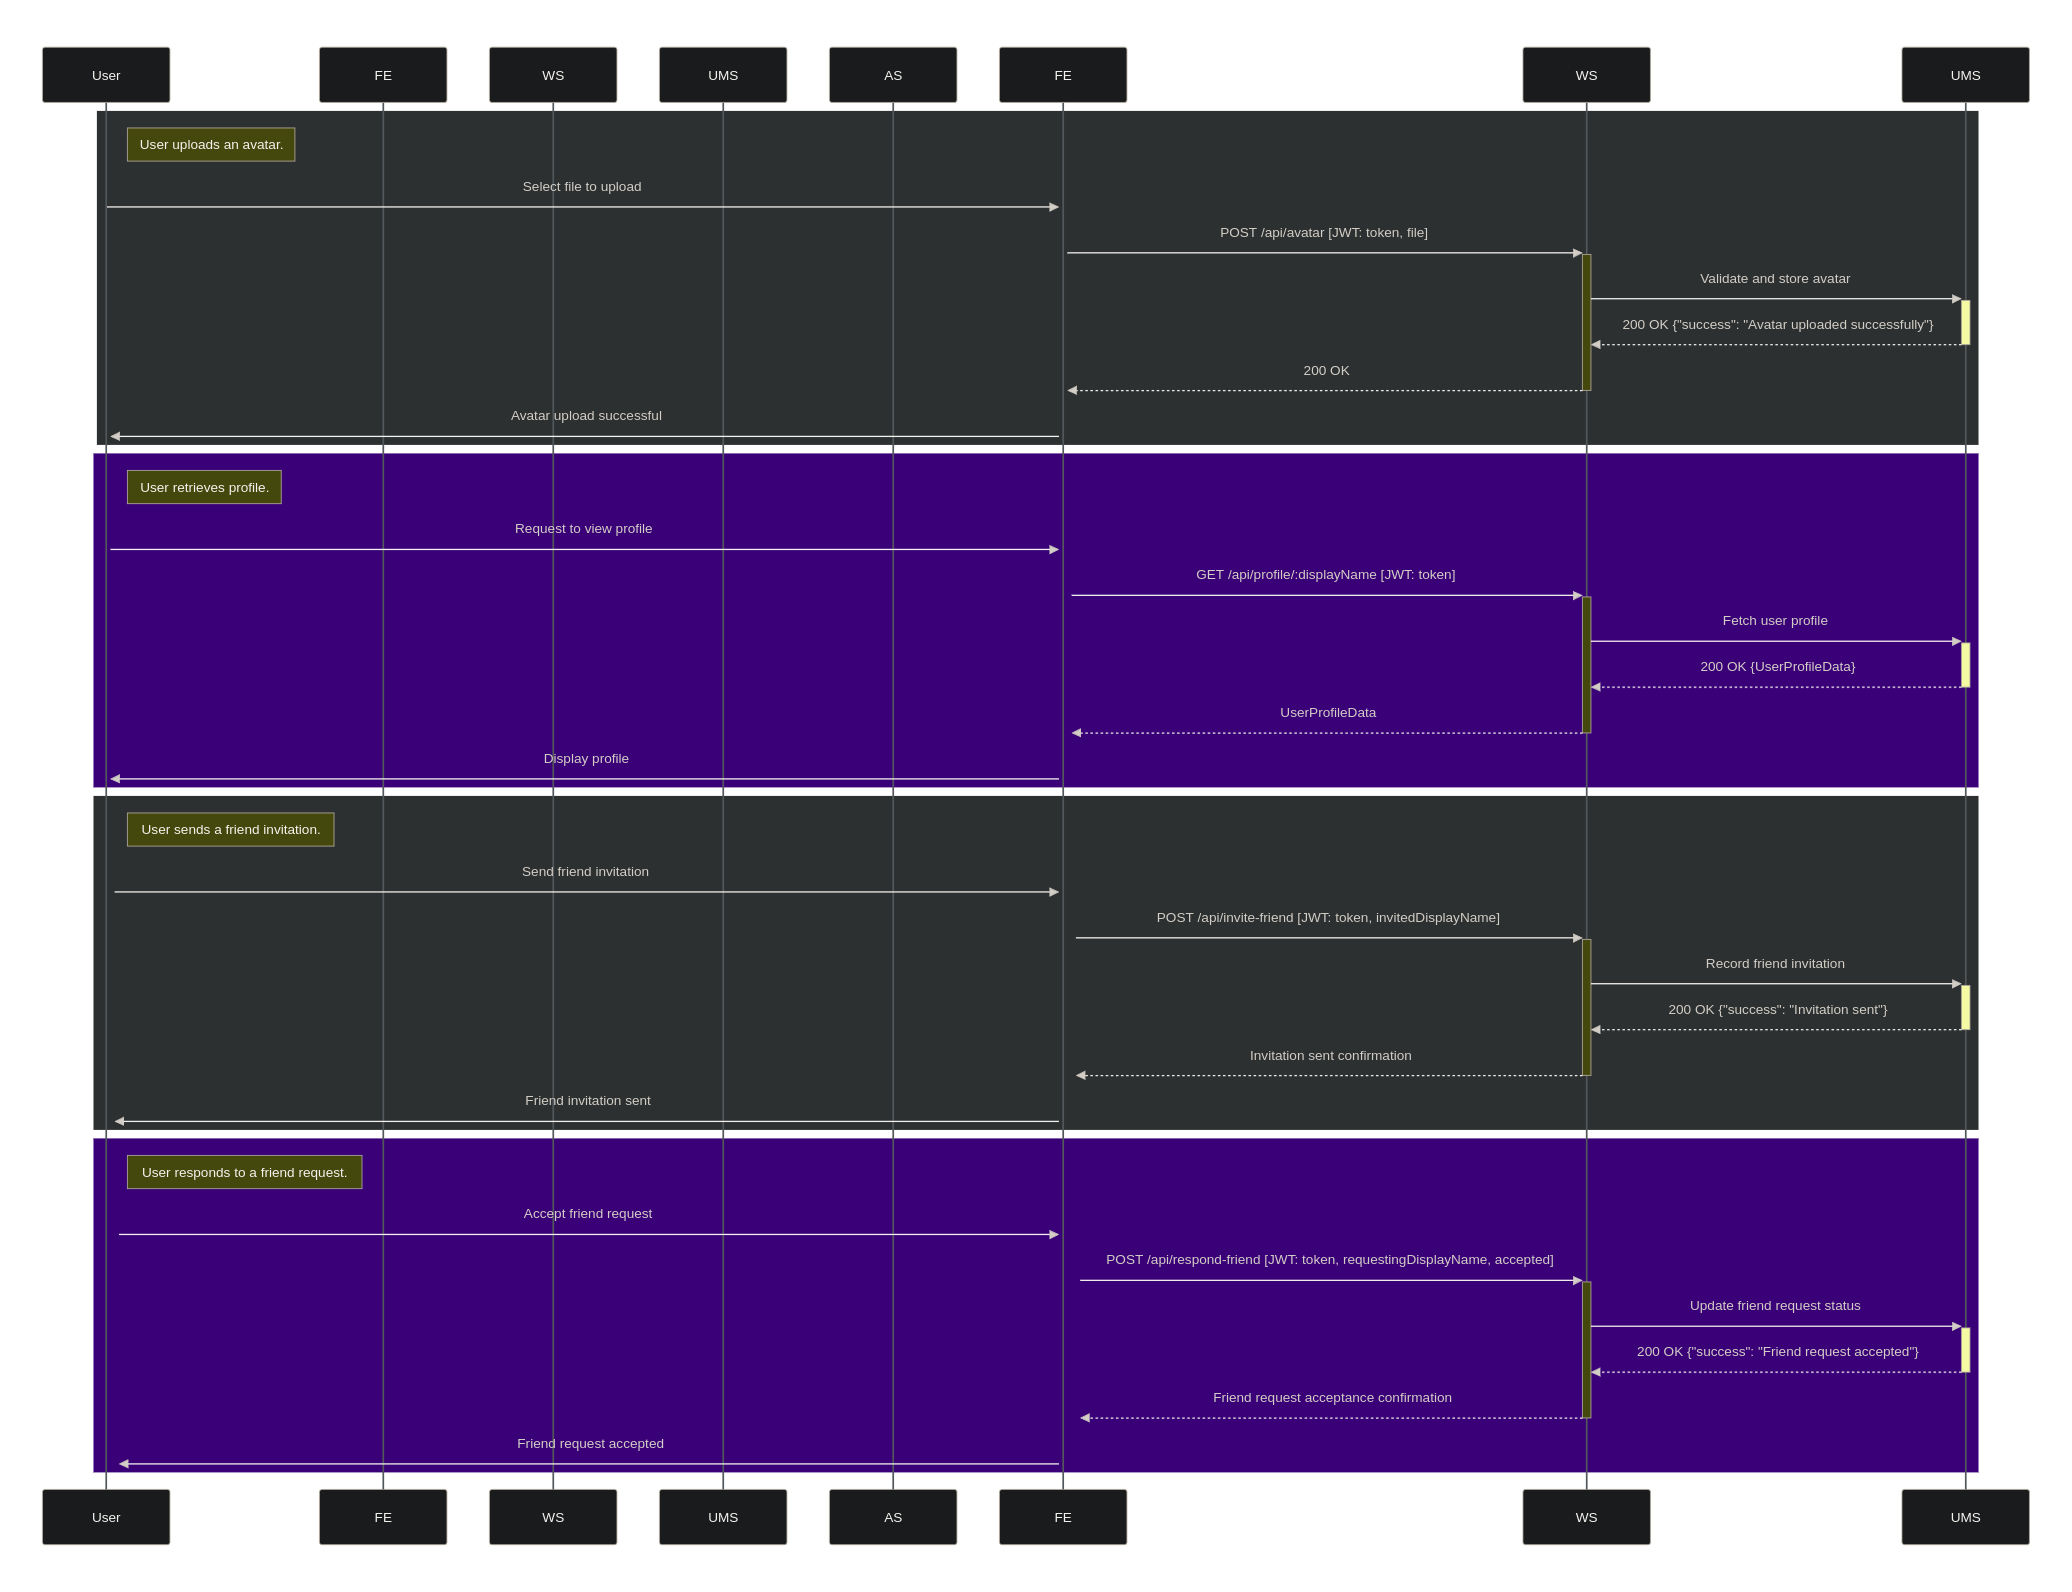 User
FE
WS
UMS
AS
FE
WS
UMS
User uploads an avatar.
Select file to upload
POST /api/avatar [JWT: token, file]
Validate and store avatar
200 OK {"success": "Avatar uploaded successfully"}
200 OK
Avatar upload successful
User retrieves profile.
Request to view profile
GET /api/profile/:displayName [JWT: token]
Fetch user profile
200 OK {UserProfileData}
UserProfileData
Display profile
User sends a friend invitation.
Send friend invitation
POST /api/invite-friend [JWT: token, invitedDisplayName]
Record friend invitation
200 OK {"success": "Invitation sent"}
Invitation sent confirmation
Friend invitation sent
User responds to a friend request.
Accept friend request
POST /api/respond-friend [JWT: token, requestingDisplayName, accepted]
Update friend request status
200 OK {"success": "Friend request accepted"}
Friend request acceptance confirmation
Friend request accepted
User
FE
WS
UMS
AS
FE
WS
UMS